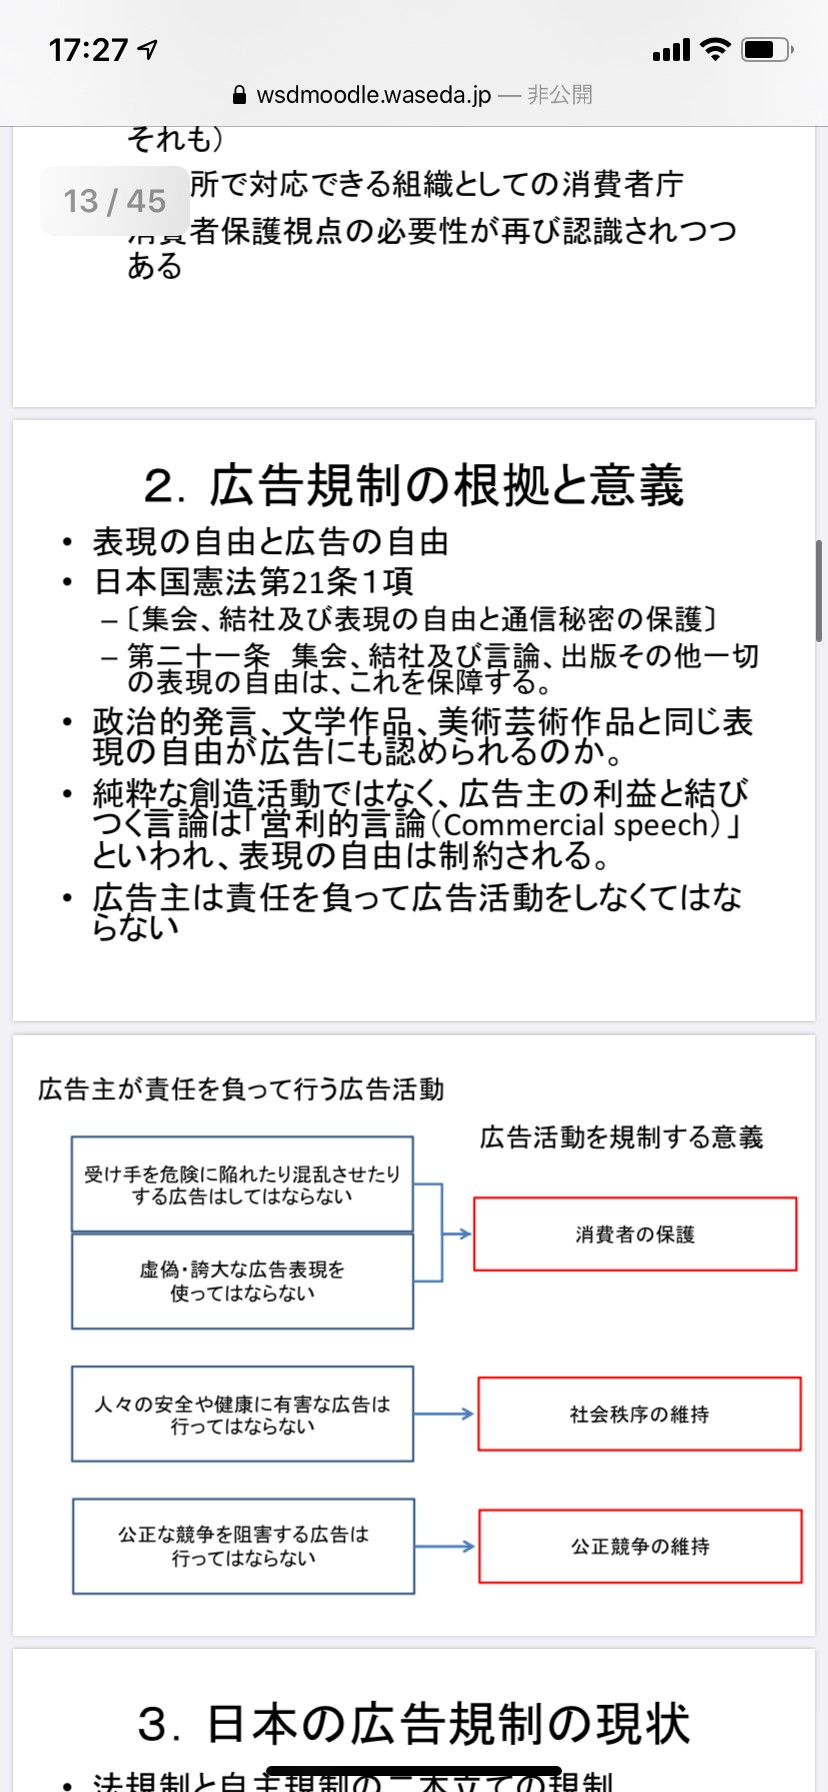 17:27
wsdmoodle.waseda.jp — 非公開
それも）
13 / 45
所で対応できる組織としての消費者庁
消費者保護視点の必要性が再び認識されつつ
ある
２．広告規制の根拠と意義
• 表現の自由と広告の自由
• 日本国憲法第21条１項
– 〔集会、結社及び表現の自由と通信秘密の保護〕
– 第二十一条　集会、結社及び言論、出版その他一切
の表現の自由は、これを保障する。
• 政治的発言、文学作品、美術芸術作品と同じ表
現の自由が広告にも認められるのか。
• 純粋な創造活動ではなく、広告主の利益と結び
つく言論は「営利的言論（Commercial speech）」
といわれ、表現の自由は制約される。
• 広告主は責任を負って広告活動をしなくてはな
らない
広告主が責任を負って行う広告活動
広告活動を規制する意義
受け手を危険に陥れたり混乱させたり
する広告はしてはならない
消費者の保護
虚偽・誇大な広告表現を
使ってはならない
人々の安全や健康に有害な広告は
行ってはならない
社会秩序の維持
公正な競争を阻害する広告は
行ってはならない
公正競争の維持
３．日本の広告規制の現状
• 法規制と自主規制の二本立ての規制